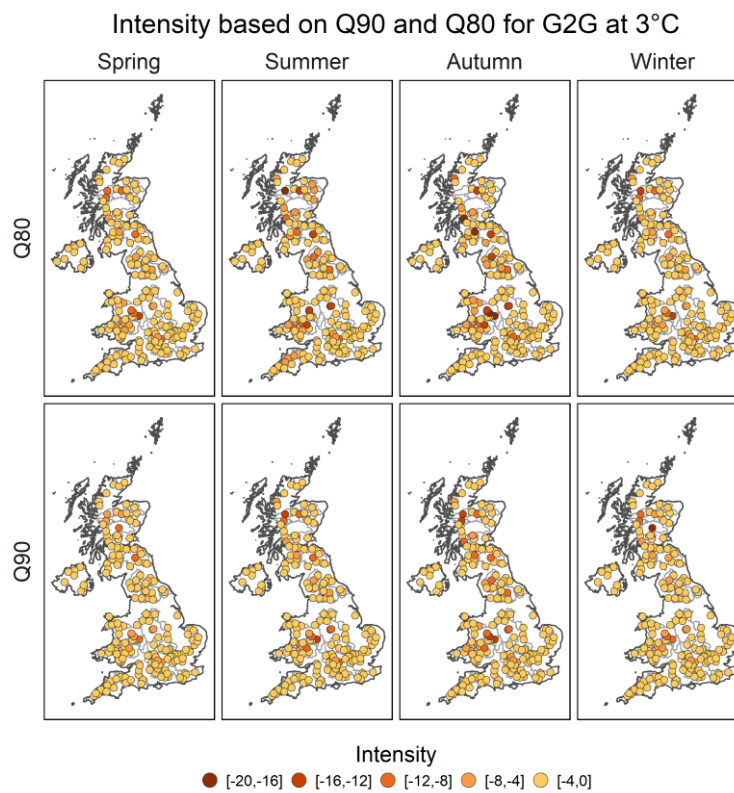 Intensity based on Q90 and Q80 for G2G at 3°C
Spring Summer Autumn Winter
Q80
Q90
Intensity
[-20,-16] [-16,-12] [-12,-8] [-8,-4] [-4,0]